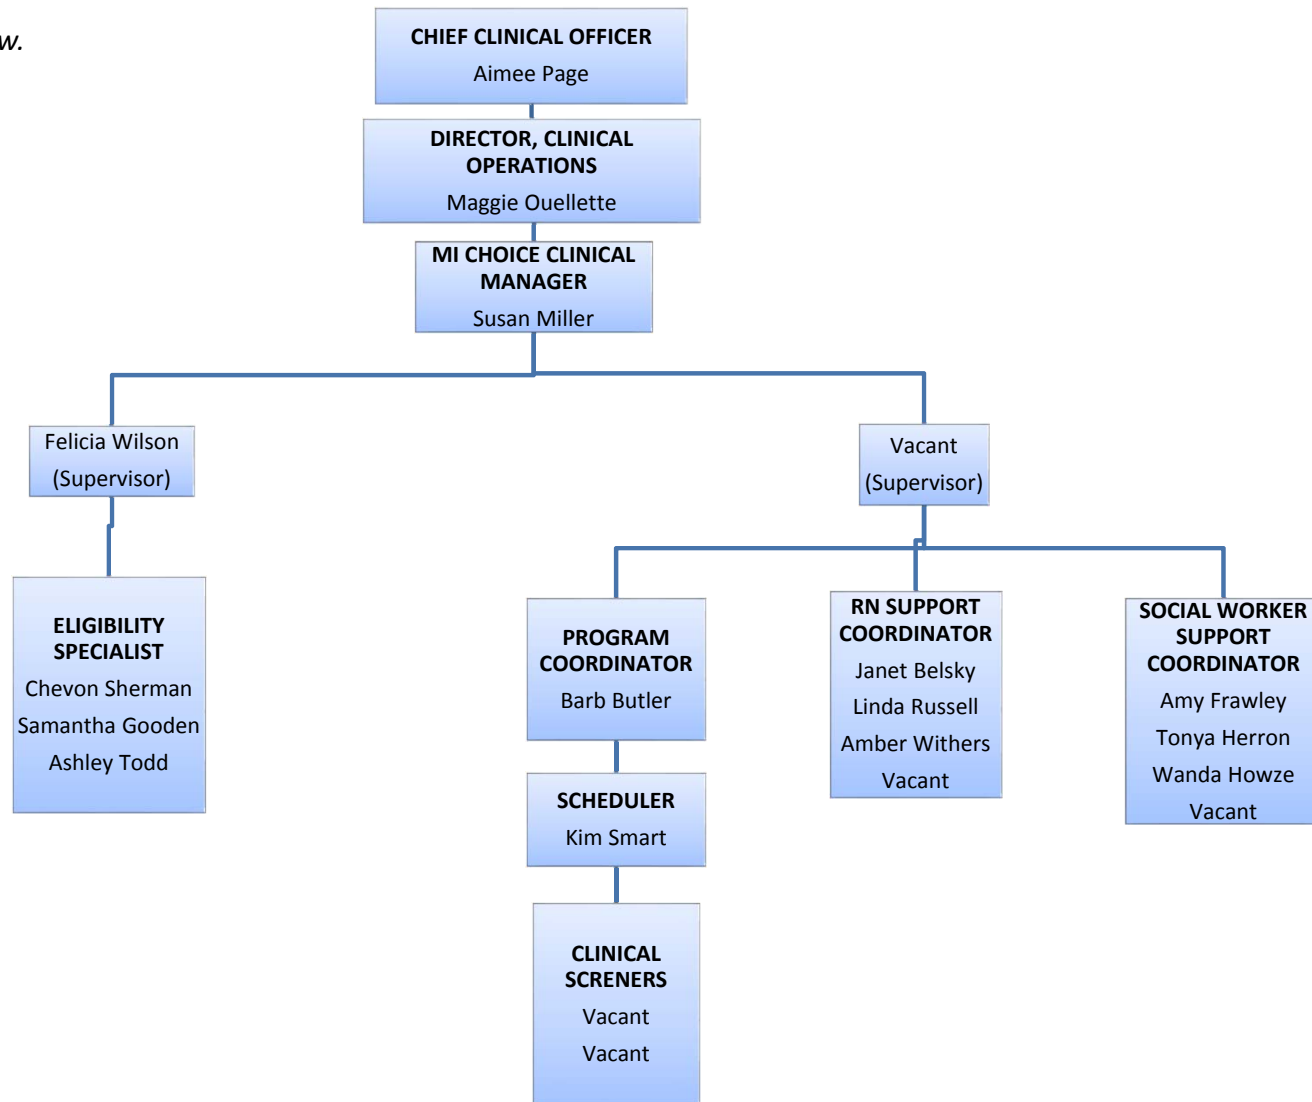 w.
CHIEF CLINICAL OFFICER
Aimee Page
DIRECTOR, CLINICAL
OPERATIONS
Maggie Ouellette
MI CHOICE CLINICAL
MANAGER
Susan Miller
Felicia Wilson
(Supervisor)
Vacant
(Supervisor)
ELIGIBILITY
SPECIALIST
Chevon Sherman
Samantha Gooden
Ashley Todd
PROGRAM
COORDINATOR
Barb Butler
RN SUPPORT
COORDINATOR
Janet Belsky
Linda Russell
Amber Withers
Vacant
SOCIAL WORKER
SUPPORT
COORDINATOR
Amy Frawley
Tonya Herron
Wanda Howze
Vacant
SCHEDULER
Kim Smart
CLINICAL
SCRENERS
Vacant
Vacant